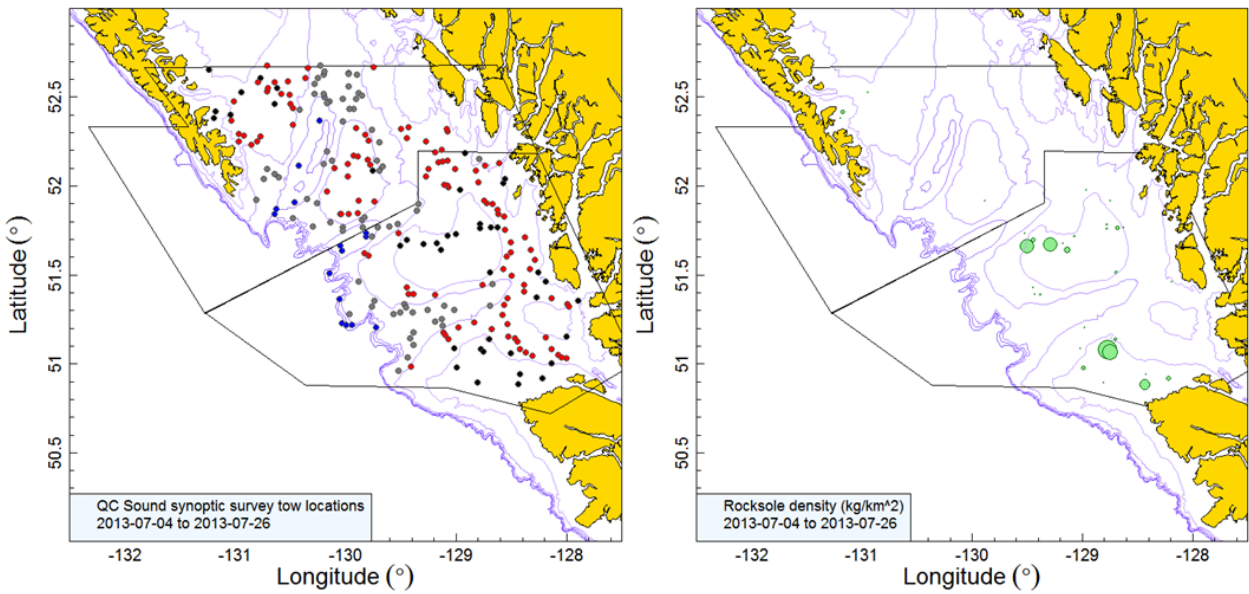 52.5
52
51.5
51
50.5
Latitude (°)
QC Sound synoptic survey tow locations
2013-07-04 to 2013-07-26
-132
-131
-130
-129
-128
Longitude (°)
52.5
52
51.5
51
50.5
Latitude (°)
Rocksole density (kg/km^2)
2013-07-04 to 2013-07-26
-132
-131
-130
-129
-128
Longitude (°)